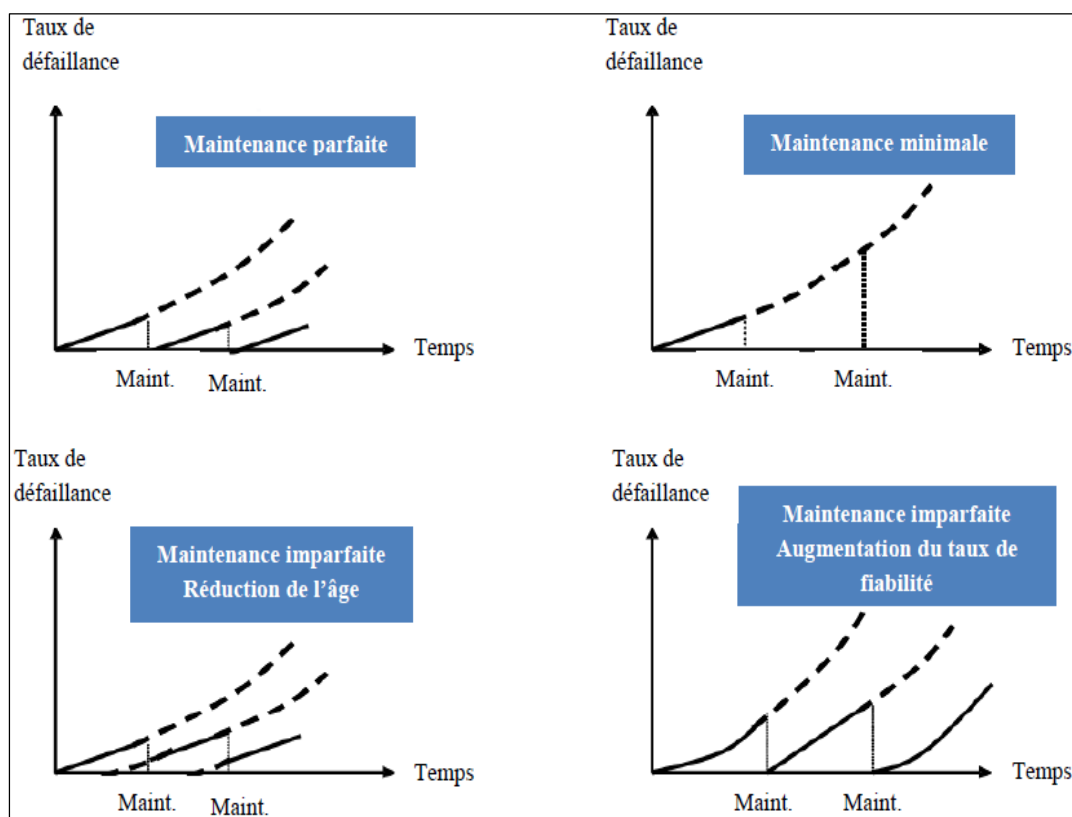 Taux de
défaillance
Maintenance parfaite
Temps
Maint.
Maint.
Taux de
défaillance
Maintenance minimale
Temps
Maint.
Maint.
Taux de
défaillance
Maintenance imparfaite
Réduction de l’âge
Temps
Maint.
Maint.
Taux de
défaillance
Maintenance imparfaite
Augmentation du taux de
fiabilité
Temps
Maint.
Maint.